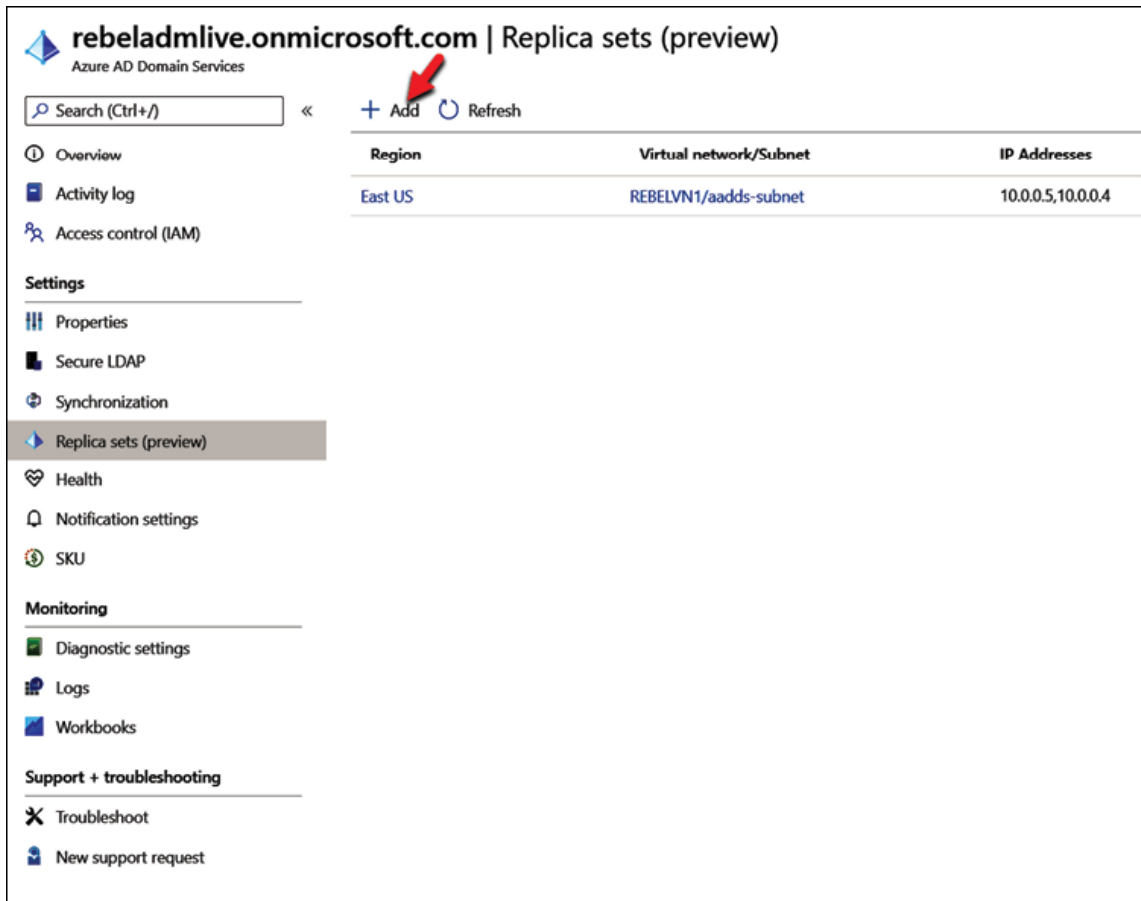 rebeladmlive.onmicrosoft.com | Replica sets (preview)
Azure AD Domain Services
Search (Ctrl+/)
«
+ Add Refresh
Overview
Activity log
Access control (IAM)
Settings
Properties
Secure LDAP
Synchronization
Replica sets (preview)
Health
Notification settings
SKU
Monitoring
Diagnostic settings
Logs
Workbooks
Support + troubleshooting
Troubleshoot
New support request
Region Virtual network/Subnet IP Addresses
East US REBELVN1/aadds-subnet 10.0.0.5,10.0.0.4